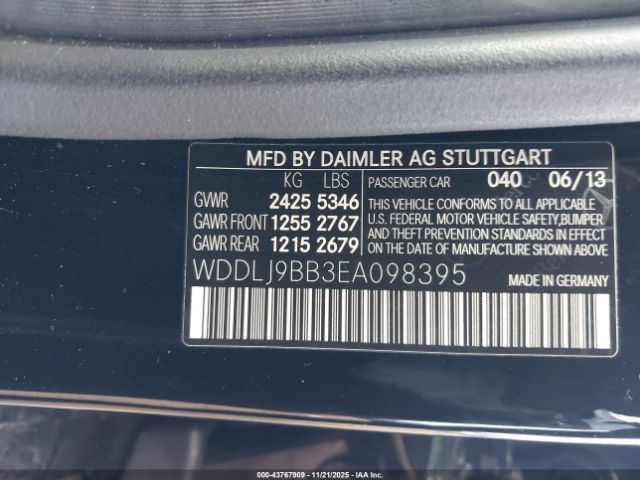 MFD BY DAIMLER AG STUTTGART
KG LBS
GVWR 2425 5346
GAWR FRONT 1255 2767
GAWR REAR 1215 2679
PASSENGER CAR 040 06/13
THIS VEHICLE CONFORMS TO ALL APPLICABLE
U.S. FEDERAL MOTOR VEHICLE SAFETY,BUMPER
AND THEFT PREVENTION STANDARDS IN
EFFECT ON THE DATE OF MANUFACTURE SHOWN ABOVE
WDDLJ9BB3EA098395
MADE IN GERMANY
000-43767909 - 11/21/2025 - IAA Inc.